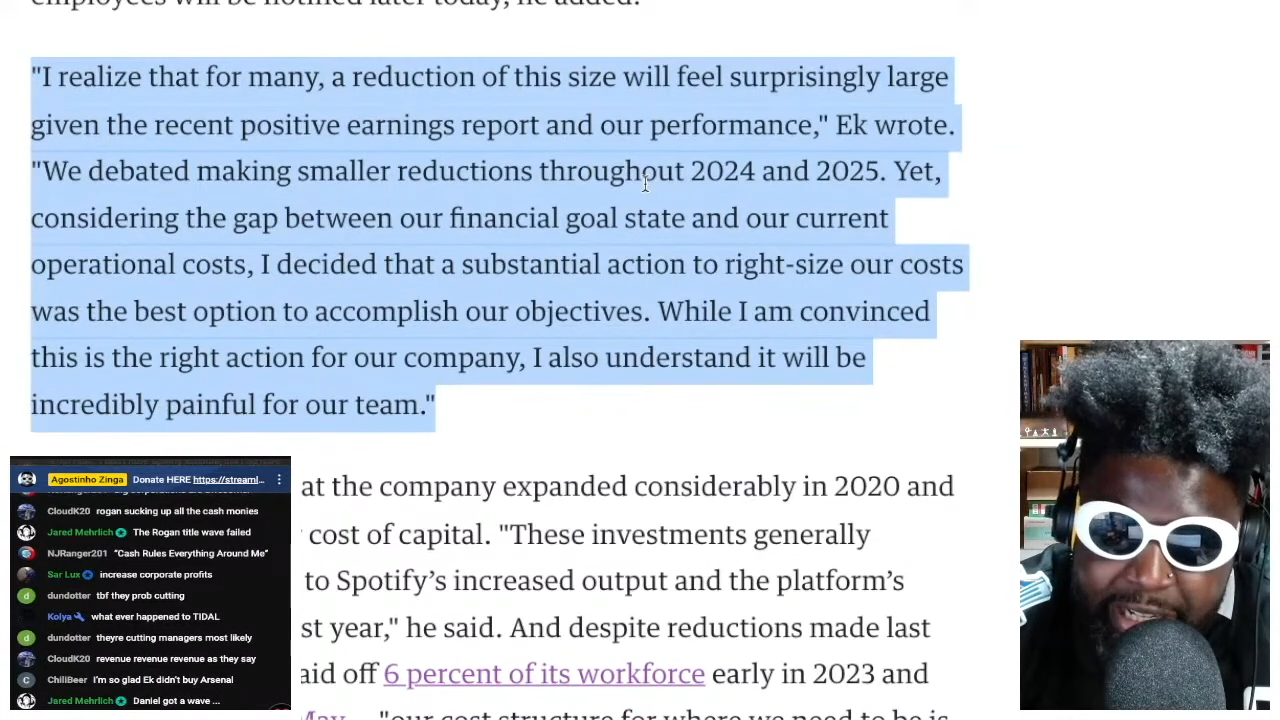 employees will be notified later today, he added.
"I realize that for many, a reduction of this size will feel surprisingly large
given the recent positive earnings report and our performance," Ek wrote.
"We debated making smaller reductions throughout 2024 and 2025. Yet,
considering the gap between our financial goal state and our current
operational costs, I decided that a substantial action to right-size our costs
was the best option to accomplish our objectives. While I am convinced
this is the right action for our company, I also understand it will be
incredibly painful for our team."
at the company expanded considerably in 2020 and
cost of capital. "These investments generally
to Spotify's increased output and the platform's
st year," he said. And despite reductions made last
aid off 6 percent of its workforce early in 2023 and
May "our cost structure for where we need to be is
Agostinho Zinga Donate HERE https://streaml...
CloudK20 rogan sucking up all the cash monies
Jared Mehrlich The Rogan title wave failed
NJRanger201 "Cash Rules Everything Around Me"
Sar Lux increase corporate profits
dundotter tbf they prob cutting
Kolya what ever happened to TIDAL
dundotter theyre cutting managers most likely
CloudK20 revenue revenue revenue as they say
ChiliBeer I'm so glad Ek didn't buy Arsenal
Jared Mehrlich Daniel got a wave ...